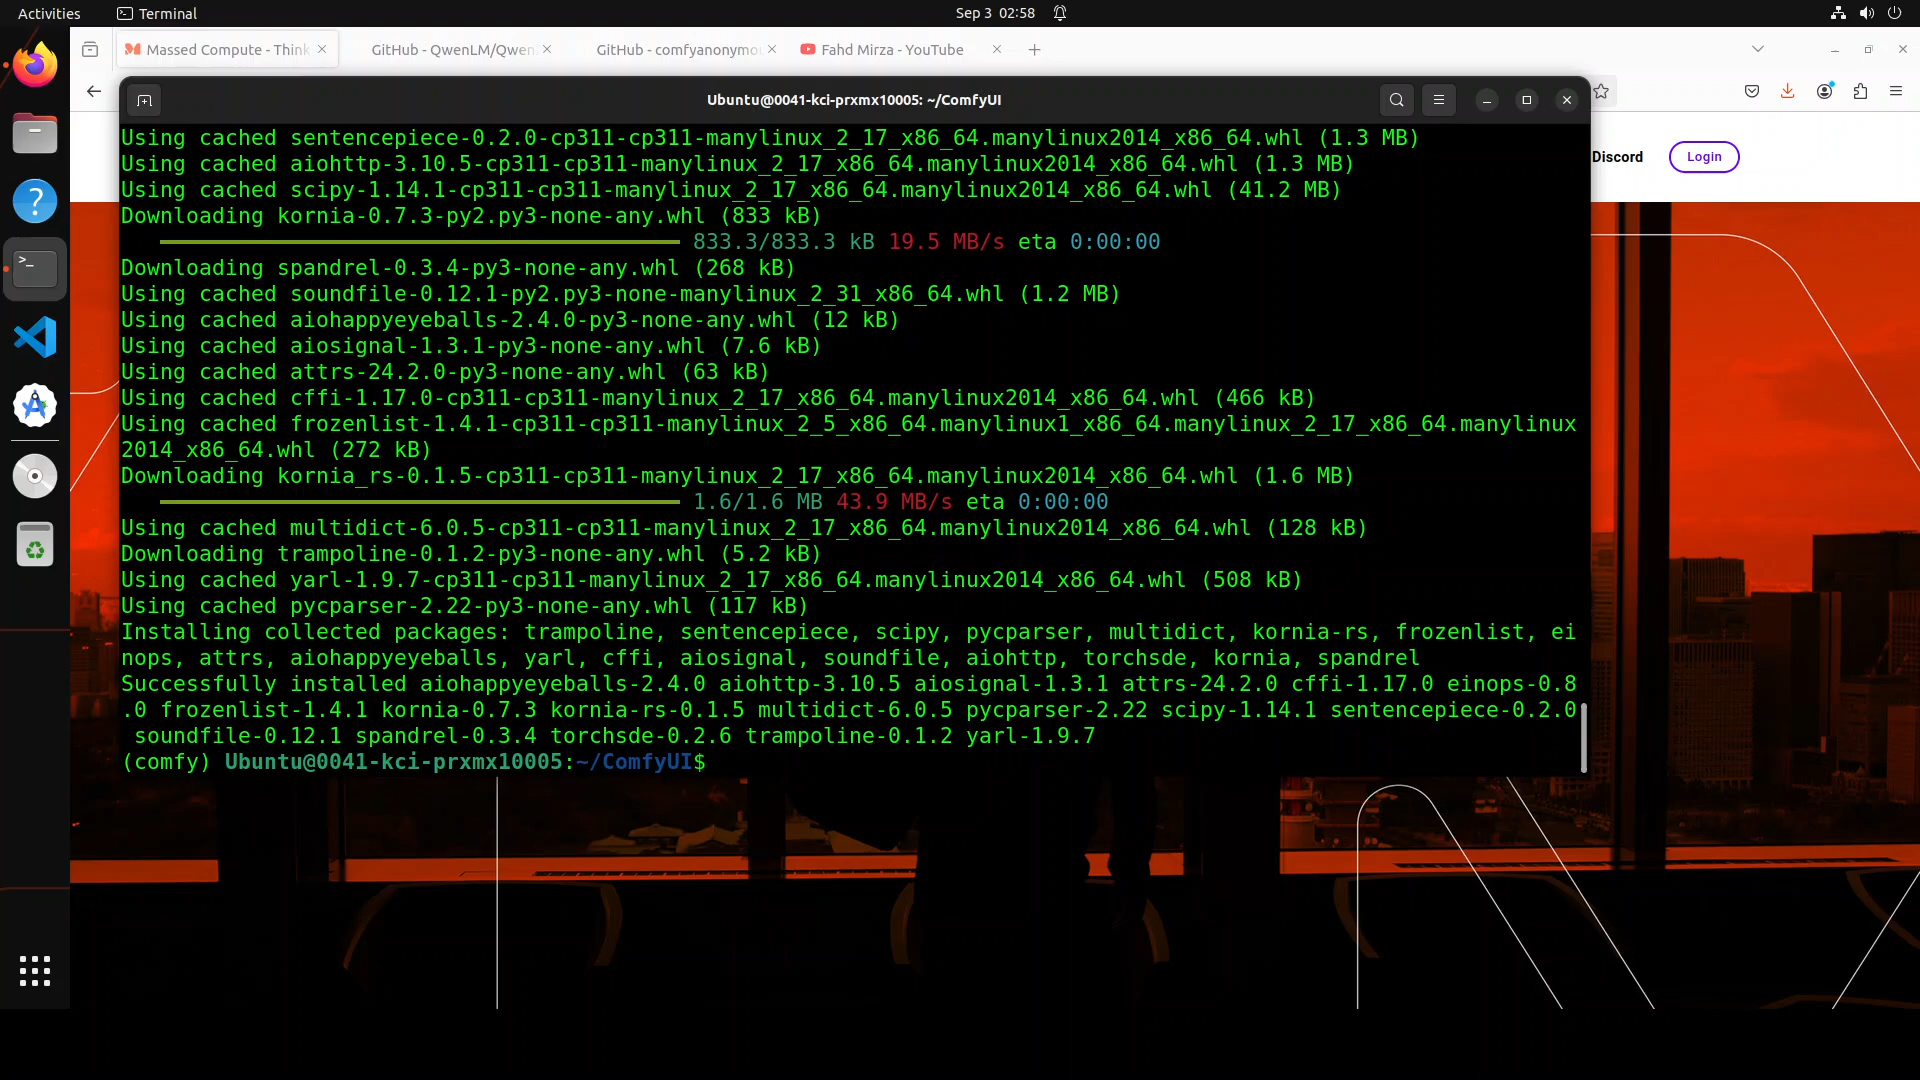 Activities
Terminal
Sep 3 02:58
Massed Compute - Think
GitHub - QwenLM/Qwen
GitHub - comfyanonymou
Fahd Mirza - YouTube
Ubuntu@0041-kci-prxmx10005: ~/ComfyUI
Discord
Login
Using cached sentencepiece-0.2.0-cp311-cp311-manylinux_2_17_x86_64.manylinux2014_x86_64.whl (1.3 MB)
Using cached aiohttp-3.10.5-cp311-cp311-manylinux_2_17_x86_64.manylinux2014_x86_64.whl (1.3 MB)
Using cached scipy-1.14.1-cp311-cp311-manylinux_2_17_x86_64.manylinux2014_x86_64.whl (41.2 MB)
Downloading kornia-0.7.3-py2.py3-none-any.whl (833 kB)
833.3/833.3 kB 19.5 MB/s eta 0:00:00
Downloading spandrel-0.3.4-py3-none-any.whl (268 kB)
Using cached soundfile-0.12.1-py2.py3-none-manylinux_2_31_x86_64.whl (1.2 MB)
Using cached aiohappyeyeballs-2.4.0-py3-none-any.whl (12 kB)
Using cached aiosignal-1.3.1-py3-none-any.whl (7.6 kB)
Using cached attrs-24.2.0-py3-none-any.whl (63 kB)
Using cached cffi-1.17.0-cp311-cp311-manylinux_2_17_x86_64.manylinux2014_x86_64.whl (466 kB)
Using cached frozenlist-1.4.1-cp311-cp311-manylinux_2_5_x86_64.manylinux1_x86_64.manylinux_2_17_x86_64.manylinux
2014_x86_64.whl (272 kB)
Downloading kornia_rs-0.1.5-cp311-cp311-manylinux_2_17_x86_64.manylinux2014_x86_64.whl (1.6 MB)
1.6/1.6 MB 43.9 MB/s eta 0:00:00
Using cached multidict-6.0.5-cp311-cp311-manylinux_2_17_x86_64.manylinux2014_x86_64.whl (128 kB)
Downloading trampoline-0.1.2-py3-none-any.whl (5.2 kB)
Using cached yarl-1.9.7-cp311-cp311-manylinux_2_17_x86_64.manylinux2014_x86_64.whl (508 kB)
Using cached pycparser-2.22-py3-none-any.whl (117 kB)
Installing collected packages: trampoline, sentencepiece, scipy, pycparser, multidict, kornia-rs, frozenlist, ei
nops, attrs, aiohappyeyeballs, yarl, cffi, aiosignal, soundfile, aiohttp, torchsde, kornia, spandrel
Successfully installed aiohappyeyeballs-2.4.0 aiohttp-3.10.5 aiosignal-1.3.1 attrs-24.2.0 cffi-1.17.0 einops-0.8
.0 frozenlist-1.4.1 kornia-0.7.3 kornia-rs-0.1.5 multidict-6.0.5 pycparser-2.22 scipy-1.14.1 sentencepiece-0.2.0
soundfile-0.12.1 spandrel-0.3.4 torchsde-0.2.6 trampoline-0.1.2 yarl-1.9.7
(comfy) Ubuntu@0041-kci-prxmx10005:~/ComfyUI$